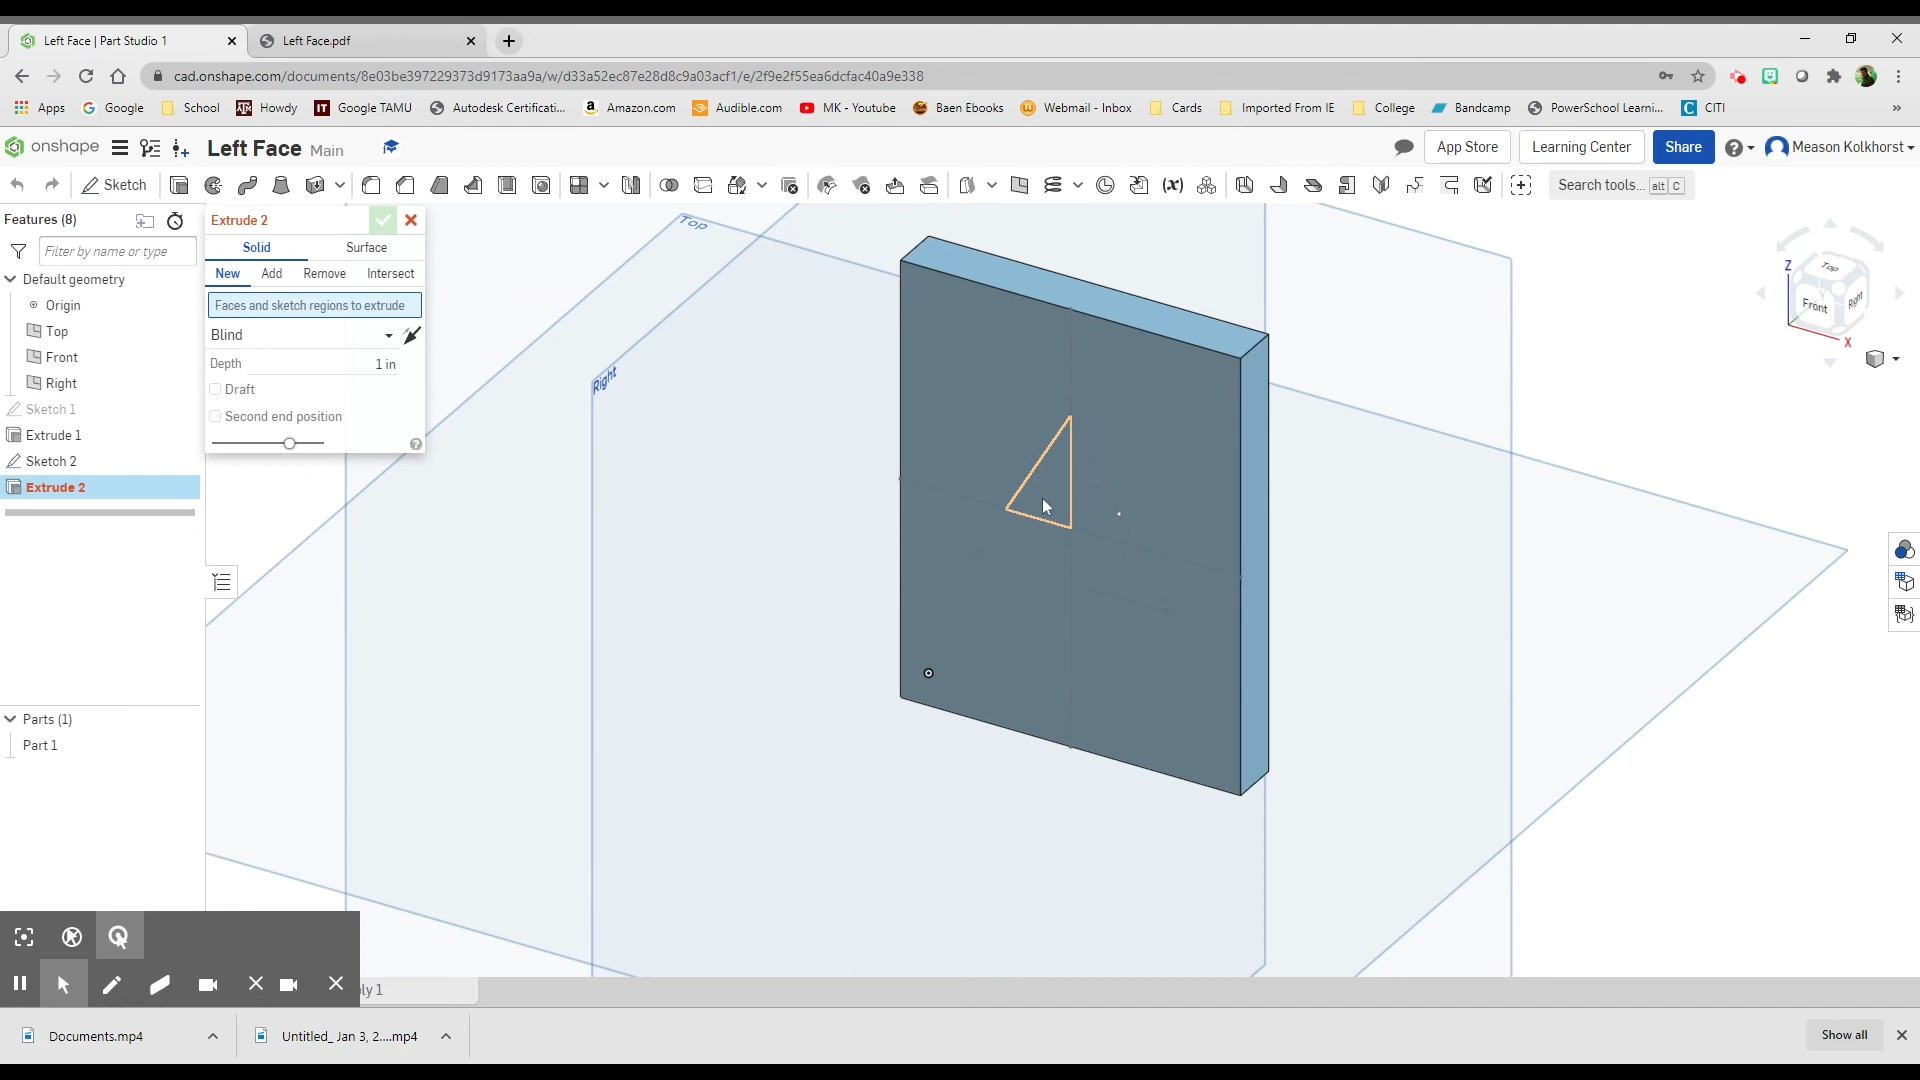 Left Face | Part Studio 1
Left Face.pdf
cad.onshape.com/documents/8e03be397229373d9173aa9a/w/d33a52ec87e28d8c9a03acf1/e/2f9e2f55ea6dcfac40a9e338
Apps
Google
School
Howdy
Google TAMU
Autodesk Certificati...
Amazon.com
Audible.com
MK - Youtube
Baen Ebooks
Webmail - Inbox
Cards
Imported From IE
College
Bandcamp
PowerSchool Learni...
CITI
»
onshape
Left Face Main
App Store
Learning Center
Share
Meason Kolkhorst
Sketch
Search tools... alt C
Features (8)
Filter by name or type
Default geometry
Origin
Top
Front
Right
Sketch 1
Extrude 1
Sketch 2
Extrude 2
Extrude 2
Solid
Surface
New
Add
Remove
Intersect
Faces and sketch regions to extrude
Blind
Depth
1 in
Draft
Second end position
Top
Right
Z
Top
Y
Front
Right
X
Parts (1)
Part 1
ly 1
Documents.mp4
Untitled_ Jan 3, 2....mp4
Show all